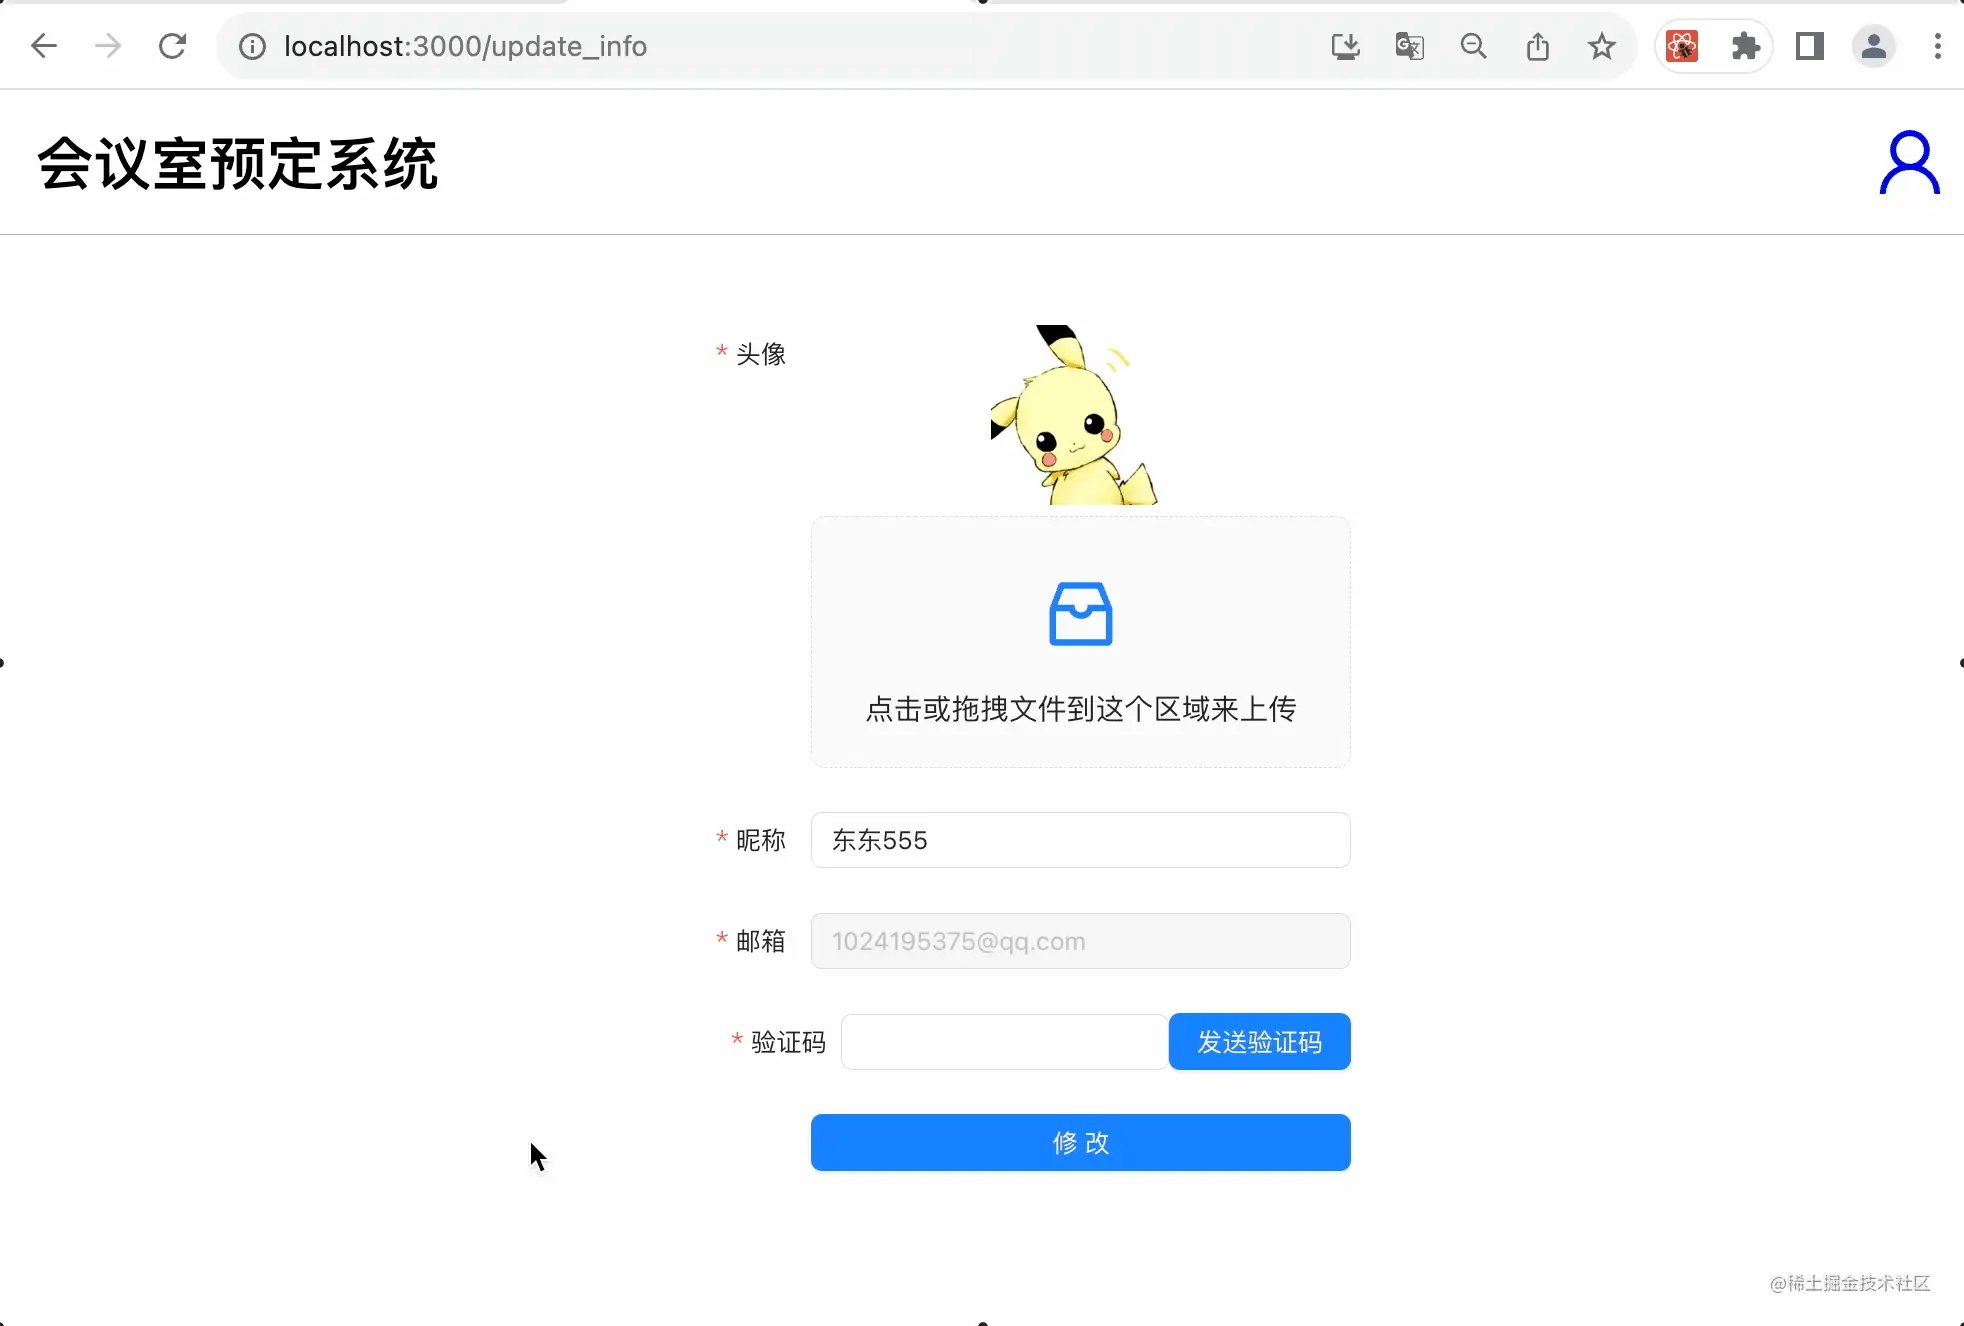 localhost:3000/update_info
会议室预定系统
* 头像
点击或拖拽文件到这个区域来上传
* 昵称 东东555
* 邮箱 1024195375@qq.com
* 验证码 发送验证码
修 改
@稀土掘金技术社区